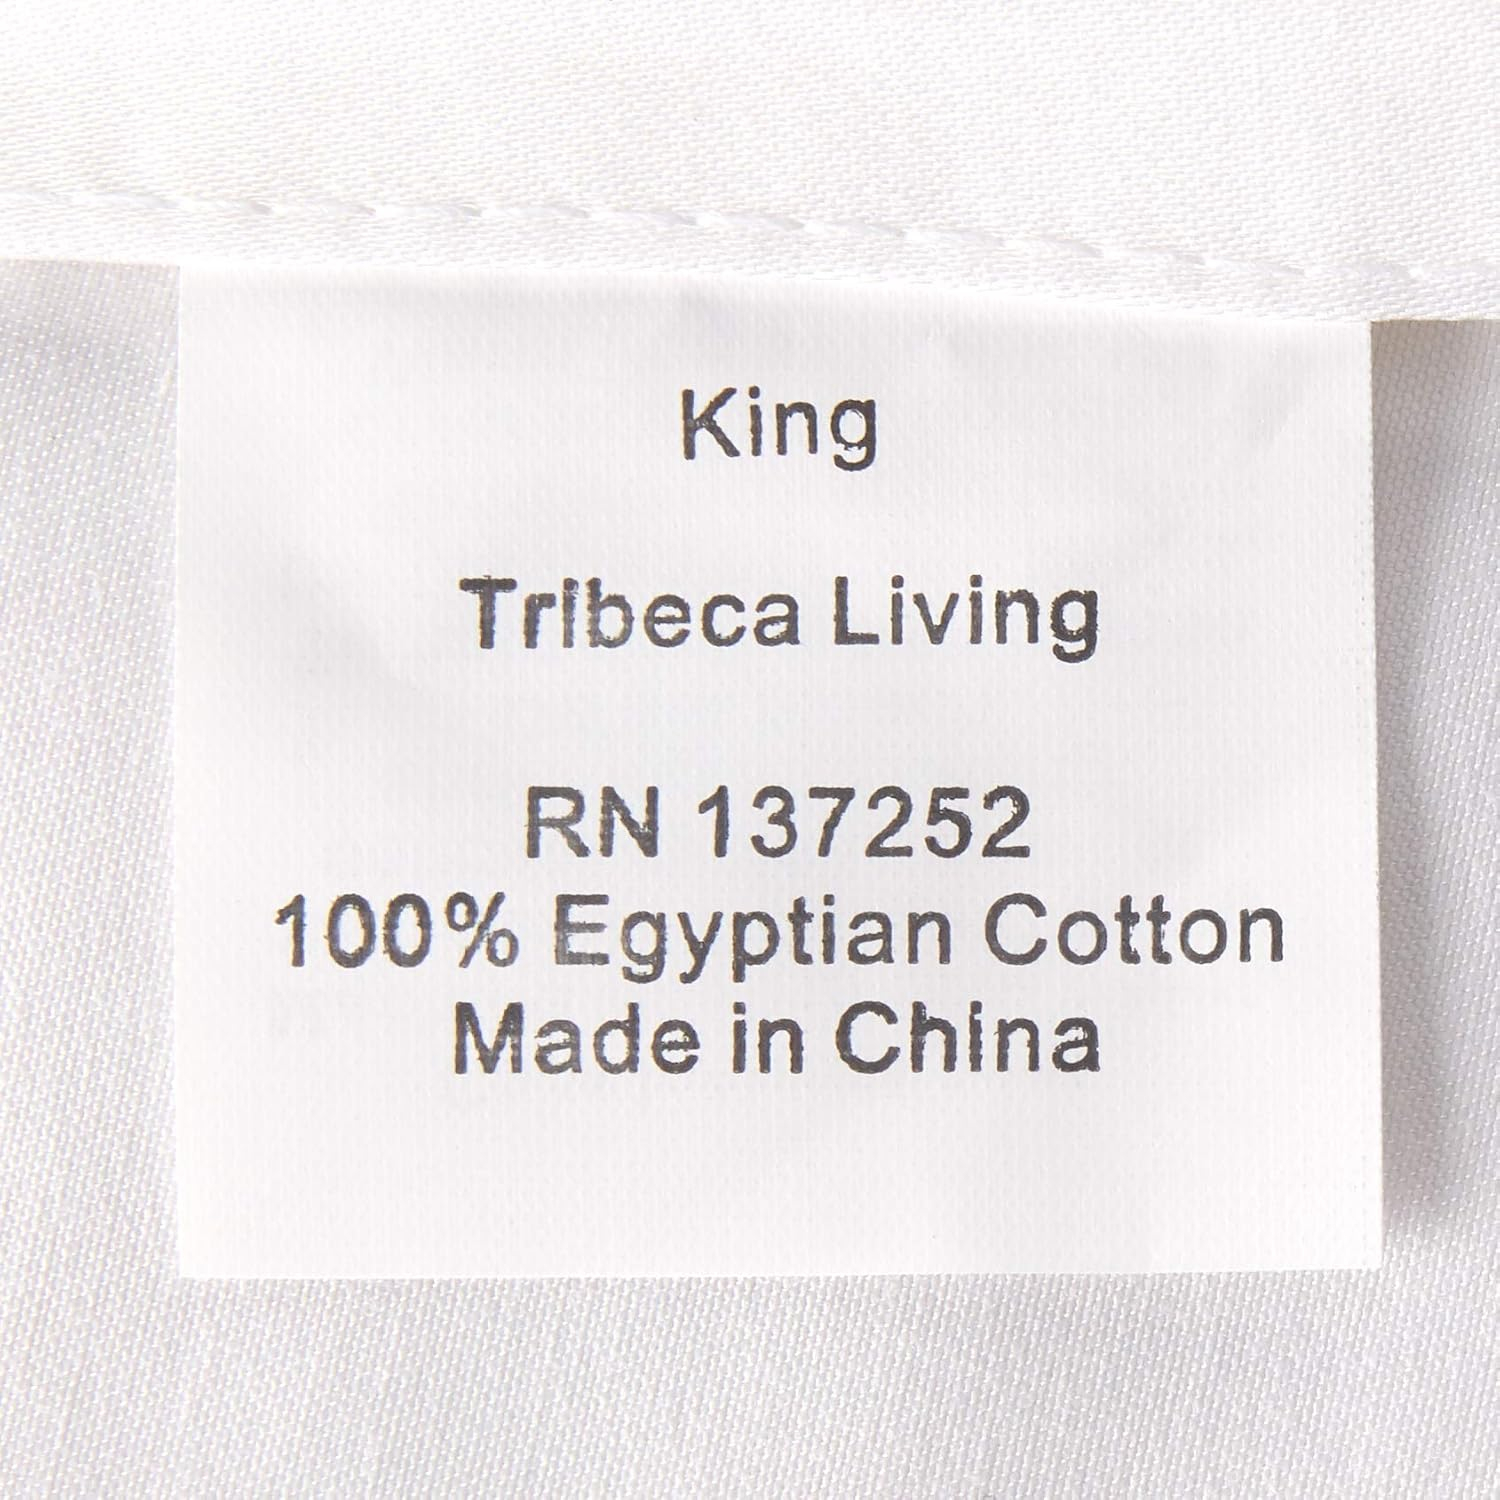 King
Tribeca Living
RN 137252
100% Egyptian Cotton
Made in China